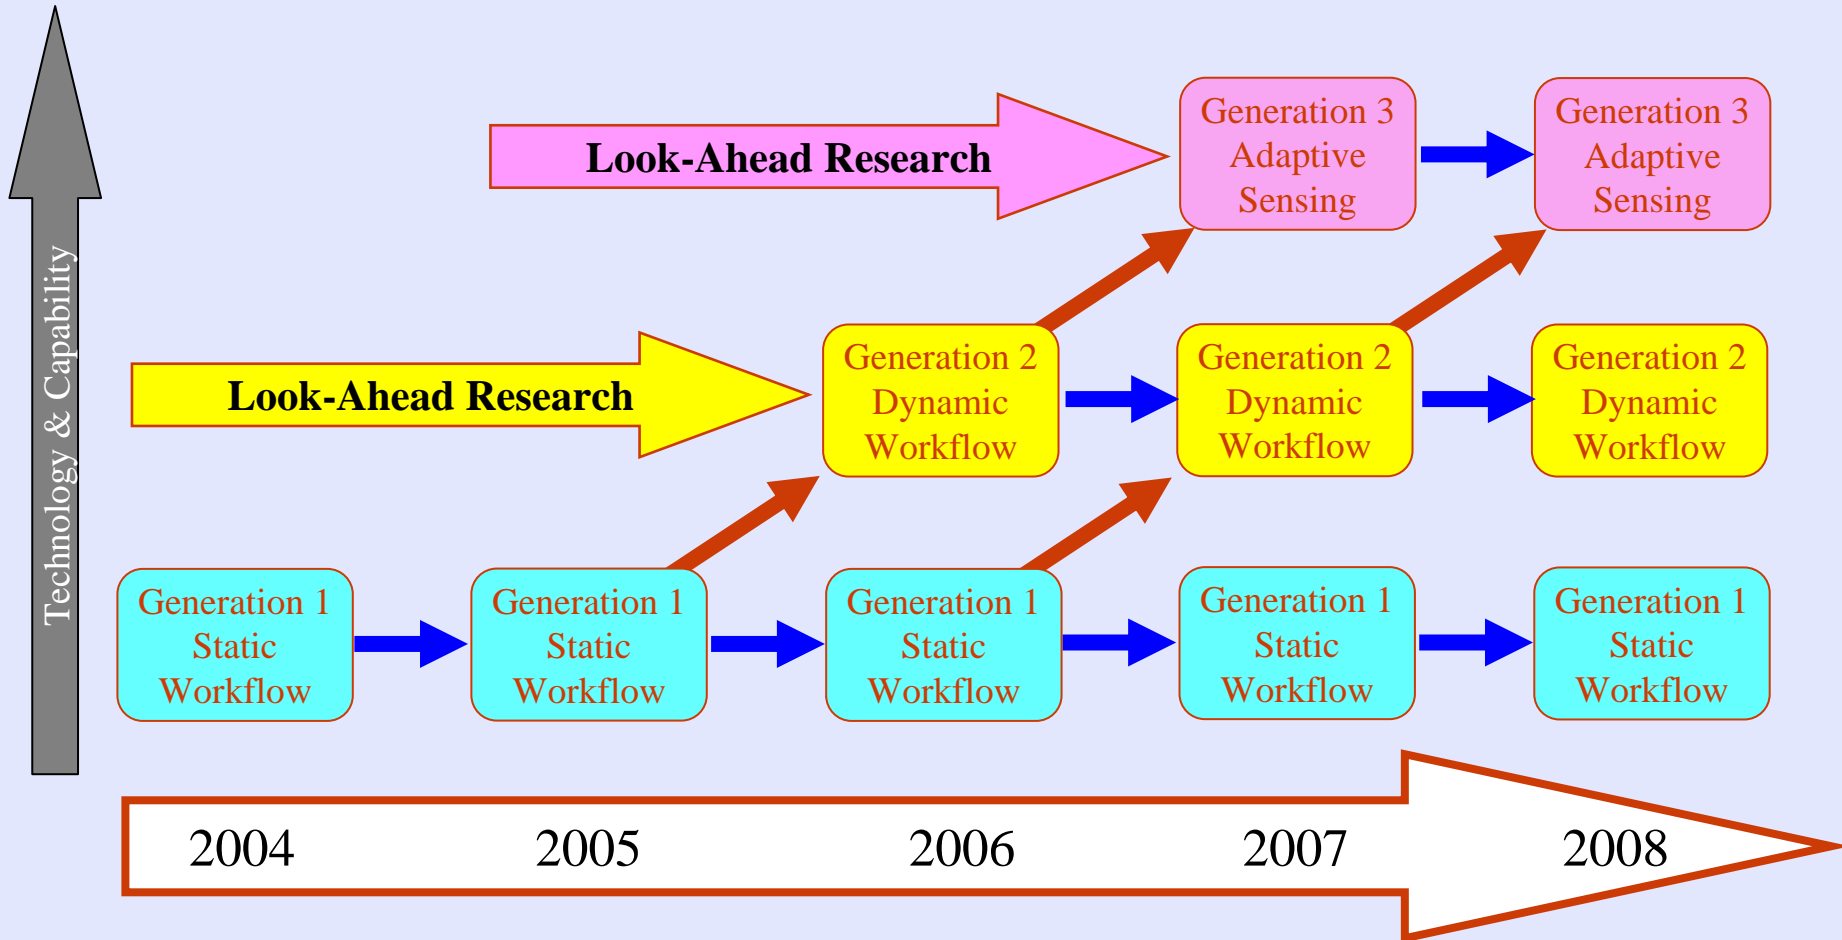 Technology & Capability
Look-Ahead Research
Generation 3
Adaptive
Sensing
Generation 3
Adaptive
Sensing
Look-Ahead Research
Generation 2
Dynamic
Workflow
Generation 2
Dynamic
Workflow
Generation 2
Dynamic
Workflow
Generation 1
Static
Workflow
Generation 1
Static
Workflow
Generation 1
Static
Workflow
Generation 1
Static
Workflow
Generation 1
Static
Workflow
2004 2005 2006 2007 2008